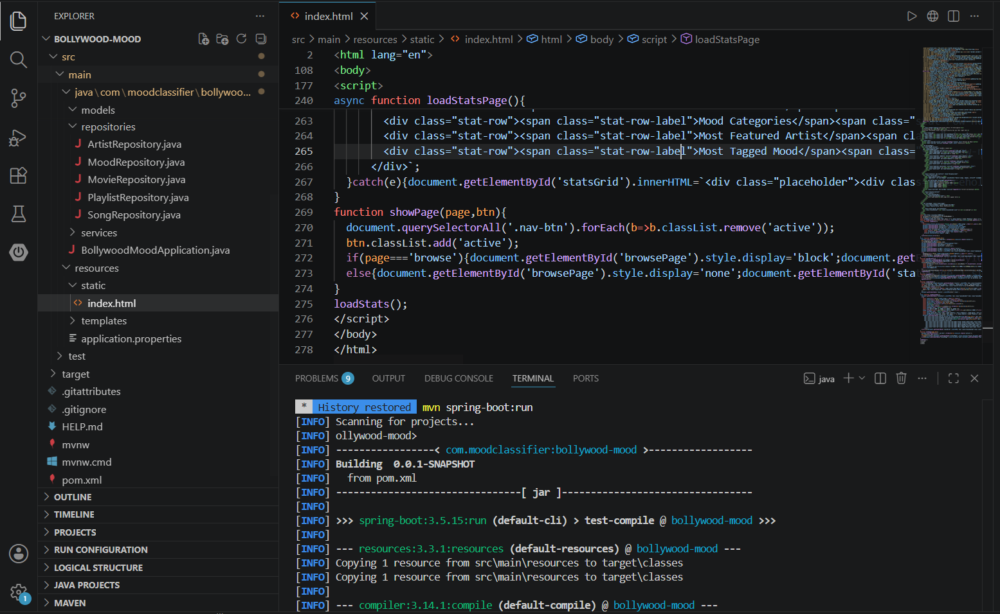 EXPLORER
BOLLYWOOD-MOOD
src
main
java\com\moodclassifier\bollywoo...
models
repositories
ArtistRepository.java
MoodRepository.java
MovieRepository.java
PlaylistRepository.java
SongRepository.java
services
BollywoodMoodApplication.java
resources
static
index.html
templates
application.properties
test
target
.gitattributes
.gitignore
HELP.md
mvnw
mvnw.cmd
pom.xml
OUTLINE
TIMELINE
PROJECTS
RUN CONFIGURATION
LOGICAL STRUCTURE
JAVA PROJECTS
MAVEN
1
index.html
src > main > resources > static > index.html > html > body > script > loadStatsPage
2 <html lang="en">
108 <body>
177 <script>
240 async function loadStatsPage(){
263 <div class="stat-row"><span class="stat-row-label">Mood Categories</span><span class="
264 <div class="stat-row"><span class="stat-row-label">Most Featured Artist</span><span cl
265 <div class="stat-row"><span class="stat-row-label">Most Tagged Mood</span><span class=
266 </div>`;
267 }catch(e){document.getElementById('statsGrid').innerHTML=`<div class="placeholder"><div clas
268 }
269 function showPage(page,btn){
270 document.querySelectorAll('.nav-btn').forEach(b=>b.classList.remove('active'));
271 btn.classList.add('active');
272 if(page==='browse'){document.getElementById('browsePage').style.display='block';document.get
273 else{document.getElementById('browsePage').style.display='none';document.getElementById('sta
274 }
275 loadStats();
276 </script>
277 </body>
278 </html>
PROBLEMS 9 OUTPUT DEBUG CONSOLE TERMINAL PORTS
java
* History restored mvn spring-boot:run
[INFO] Scanning for projects...
[INFO] ollywood-mood>
[INFO] -----------------< com.moodclassifier:bollywood-mood >------------------
[INFO] Building  0.0.1-SNAPSHOT
[INFO]   from pom.xml
[INFO] --------------------------------[ jar ]---------------------------------
[INFO]
[INFO] >>> spring-boot:3.5.15:run (default-cli) > test-compile @ bollywood-mood >>>
[INFO]
[INFO] --- resources:3.3.1:resources (default-resources) @ bollywood-mood ---
[INFO] Copying 1 resource from src\main\resources to target\classes
[INFO] Copying 1 resource from src\main\resources to target\classes
[INFO]
[INFO] --- compiler:3.14.1:compile (default-compile) @ bollywood-mood ---